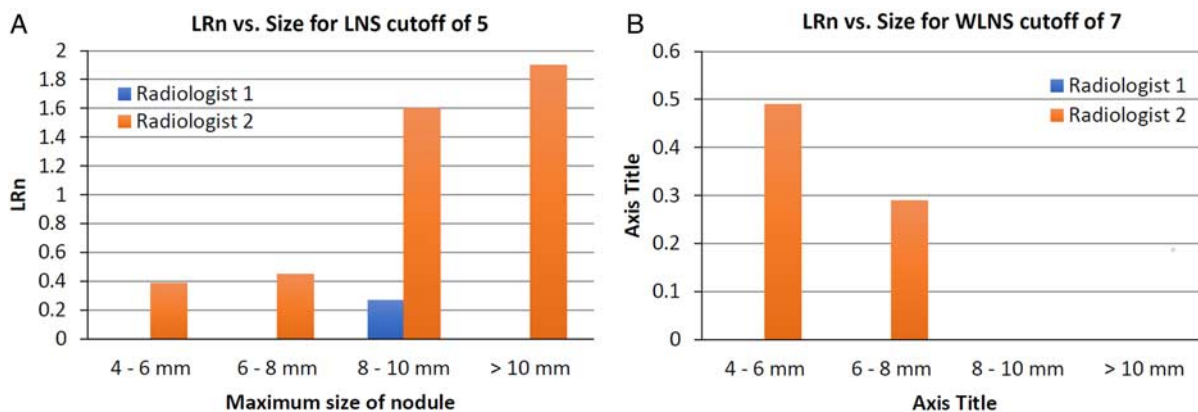 A
LRn vs. Size for LNS cutoff of 5
2
1.8
1.6
1.4
1.2
1
0.8
0.6
0.4
0.2
0
LRn
Radiologist 1
Radiologist 2
4 - 6 mm
6 - 8 mm
8 - 10 mm
> 10 mm
Maximum size of nodule
B
LRn vs. Size for WLNS cutoff of 7
0.6
0.5
0.4
0.3
0.2
0.1
0
Axis Title
Radiologist 1
Radiologist 2
4 - 6 mm
6 - 8 mm
8 - 10 mm
> 10 mm
Axis Title